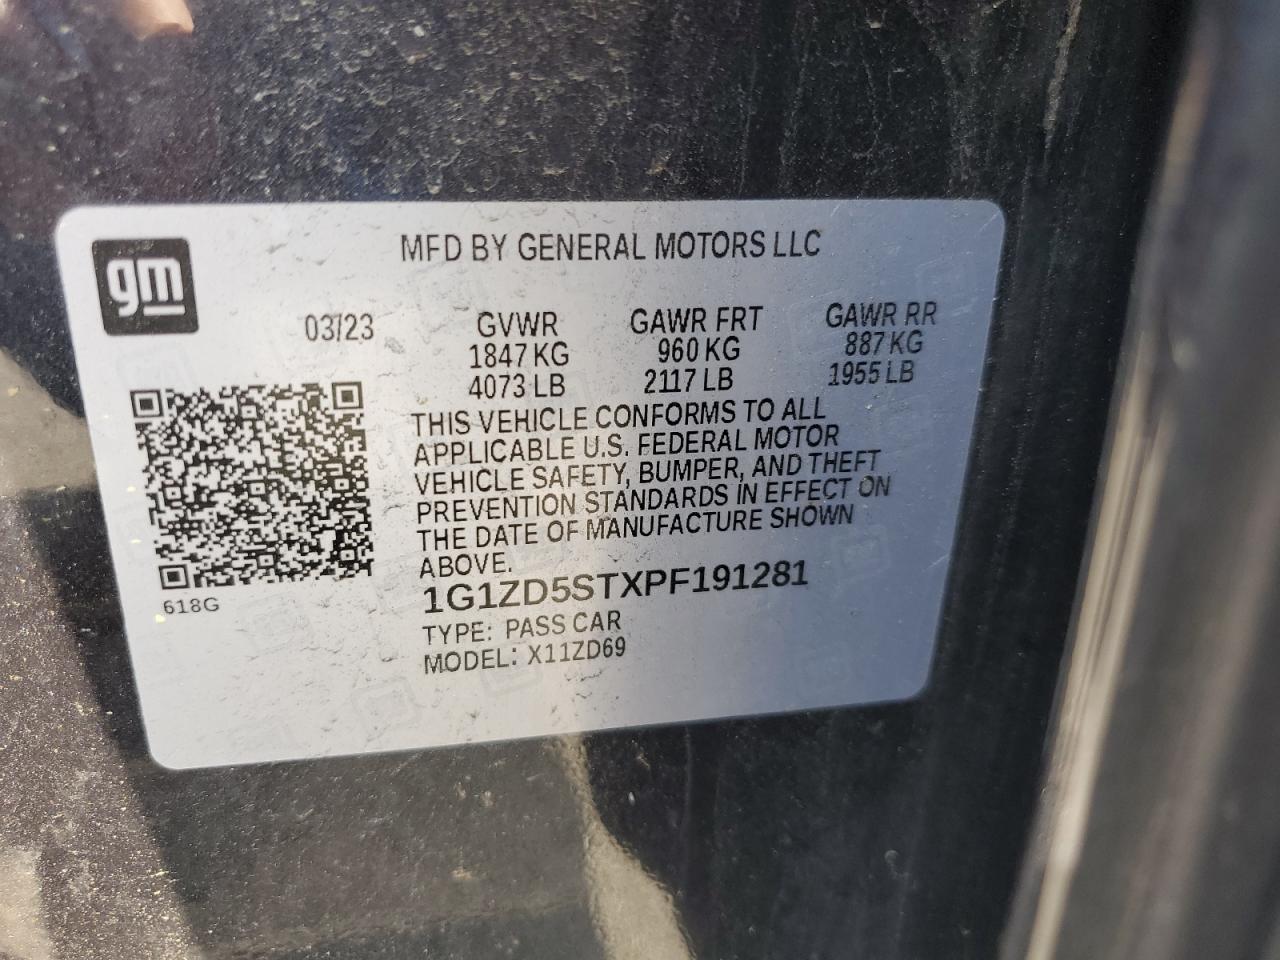 gm
MFD BY GENERAL MOTORS LLC
03/23 GVWR GAWR FRT GAWR RR
1847 KG 960 KG 887 KG
4073 LB 2117 LB 1955 LB
THIS VEHICLE CONFORMS TO ALL
APPLICABLE U.S. FEDERAL MOTOR
VEHICLE SAFETY, BUMPER, AND THEFT
PREVENTION STANDARDS IN EFFECT ON
THE DATE OF MANUFACTURE SHOWN
ABOVE.
618G
1G1ZD5STXPF191281
TYPE: PASS CAR
MODEL: X11ZD69